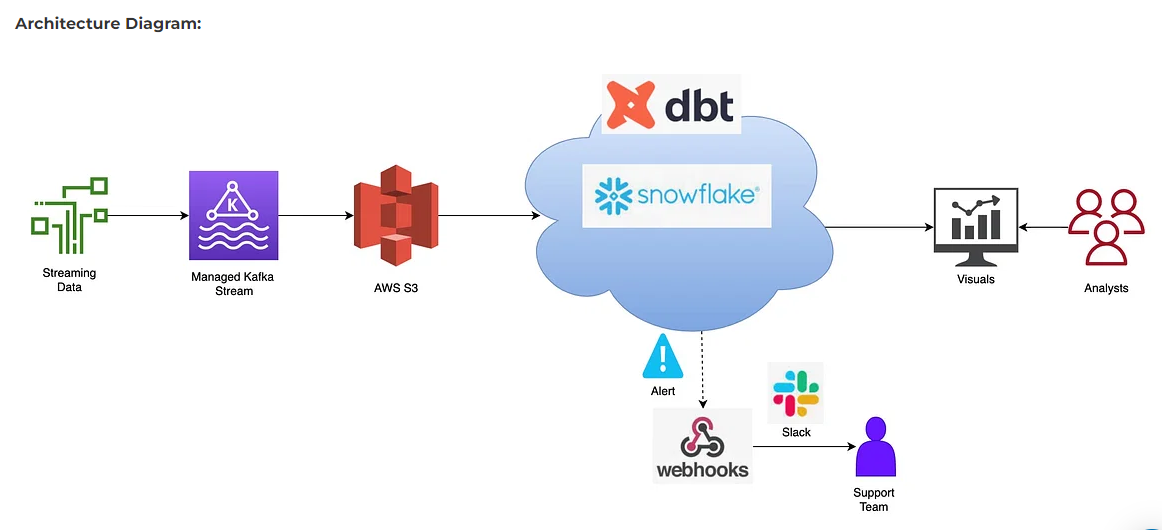 Architecture Diagram:
dbt
snowflake®
K
Streaming
Data
Managed Kafka
Stream
AWS S3
Visuals
Analysts
Alert
Slack
webhooks
Support
Team